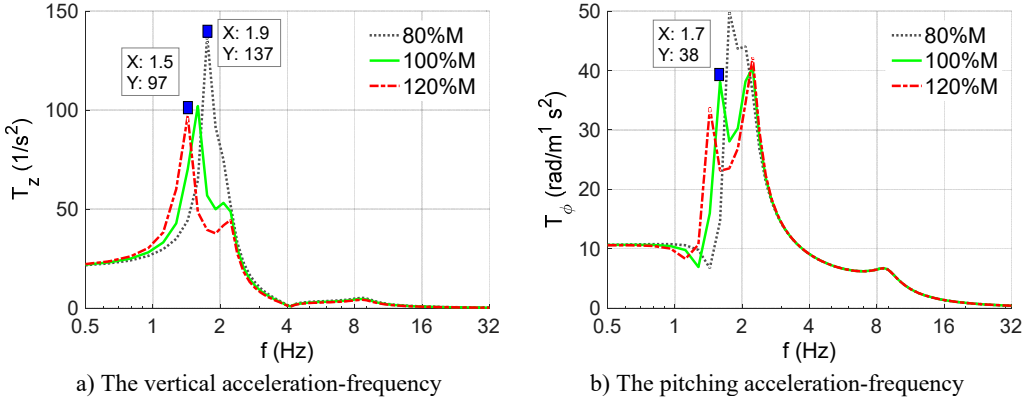 150
100
50
0
T_z (1/s^2)
X: 1.5
Y: 97
X: 1.9
Y: 137
80%M
100%M
120%M
0.5 1 2 4 8 16 32
f (Hz)
a) The vertical acceleration-frequency
50
40
30
20
10
0
T_ϕ (rad/m^1 s^2)
X: 1.7
Y: 38
80%M
100%M
120%M
0.5 1 2 4 8 16 32
f (Hz)
b) The pitching acceleration-frequency